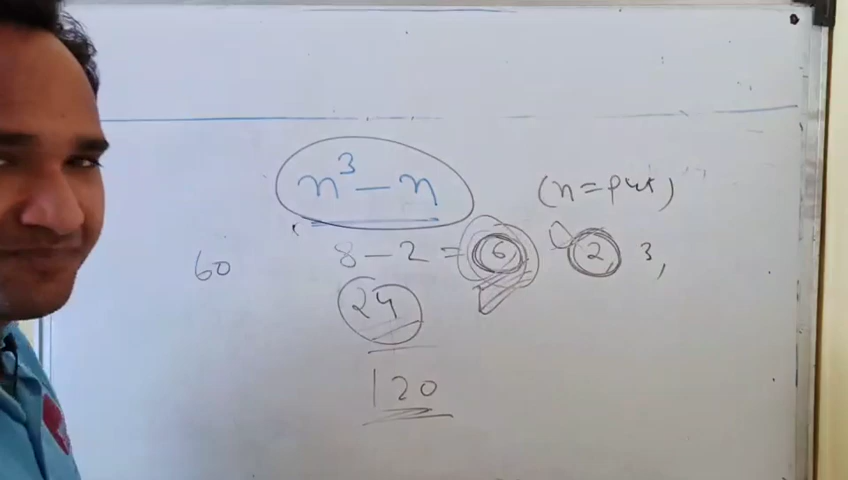 n³ – n (n = put)
60 8 – 2 = 6 2 3,
24
120